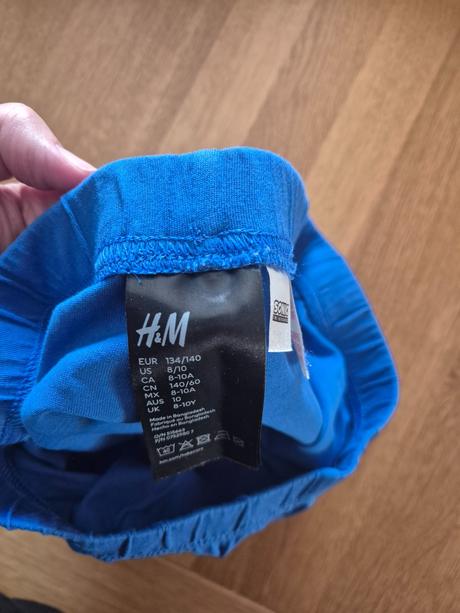 H&M
EUR 134/140
US 8/10
CA 8-10A
CN 140/60
MX 8-10A
AUS 10
UK 8-10Y
Made in Bangladesh
Fabriqué au Bangladesh
Hecho en Bangladesh
SONIC